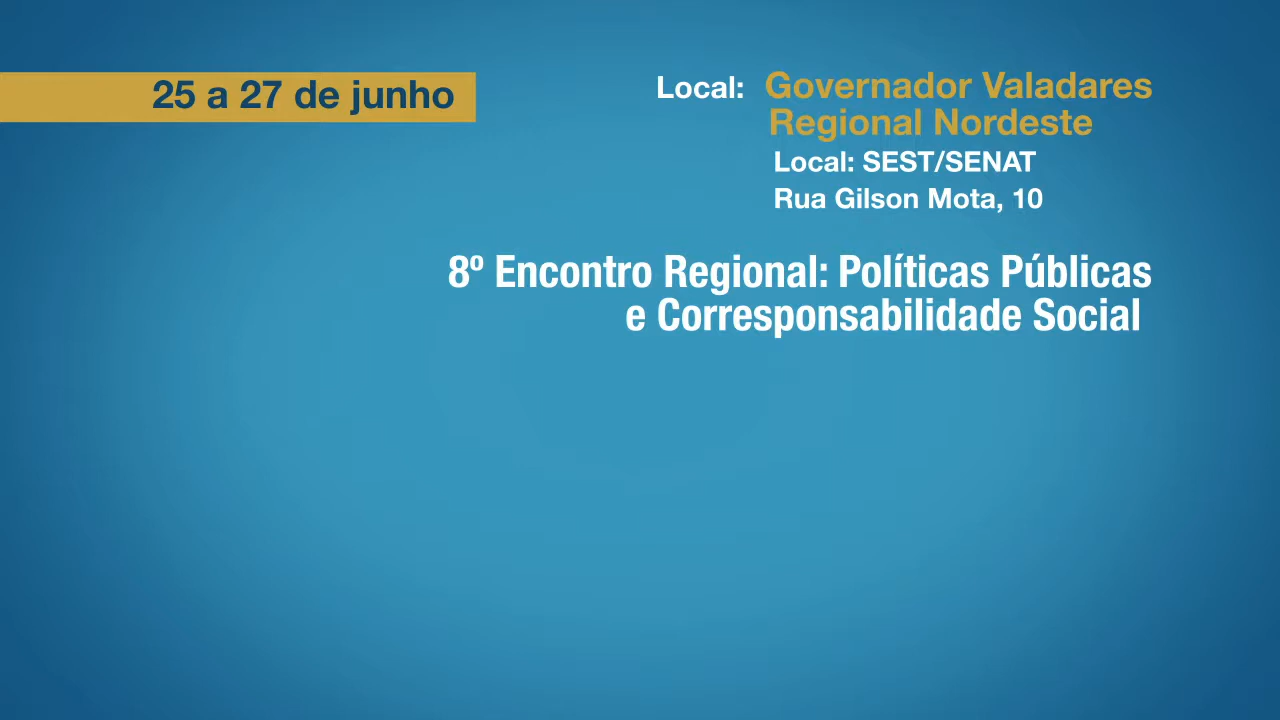 25 a 27 de junho
Local: Governador Valadares
Regional Nordeste
Local: SEST/SENAT
Rua Gilson Mota, 10
8º Encontro Regional: Políticas Públicas
e Corresponsabilidade Social